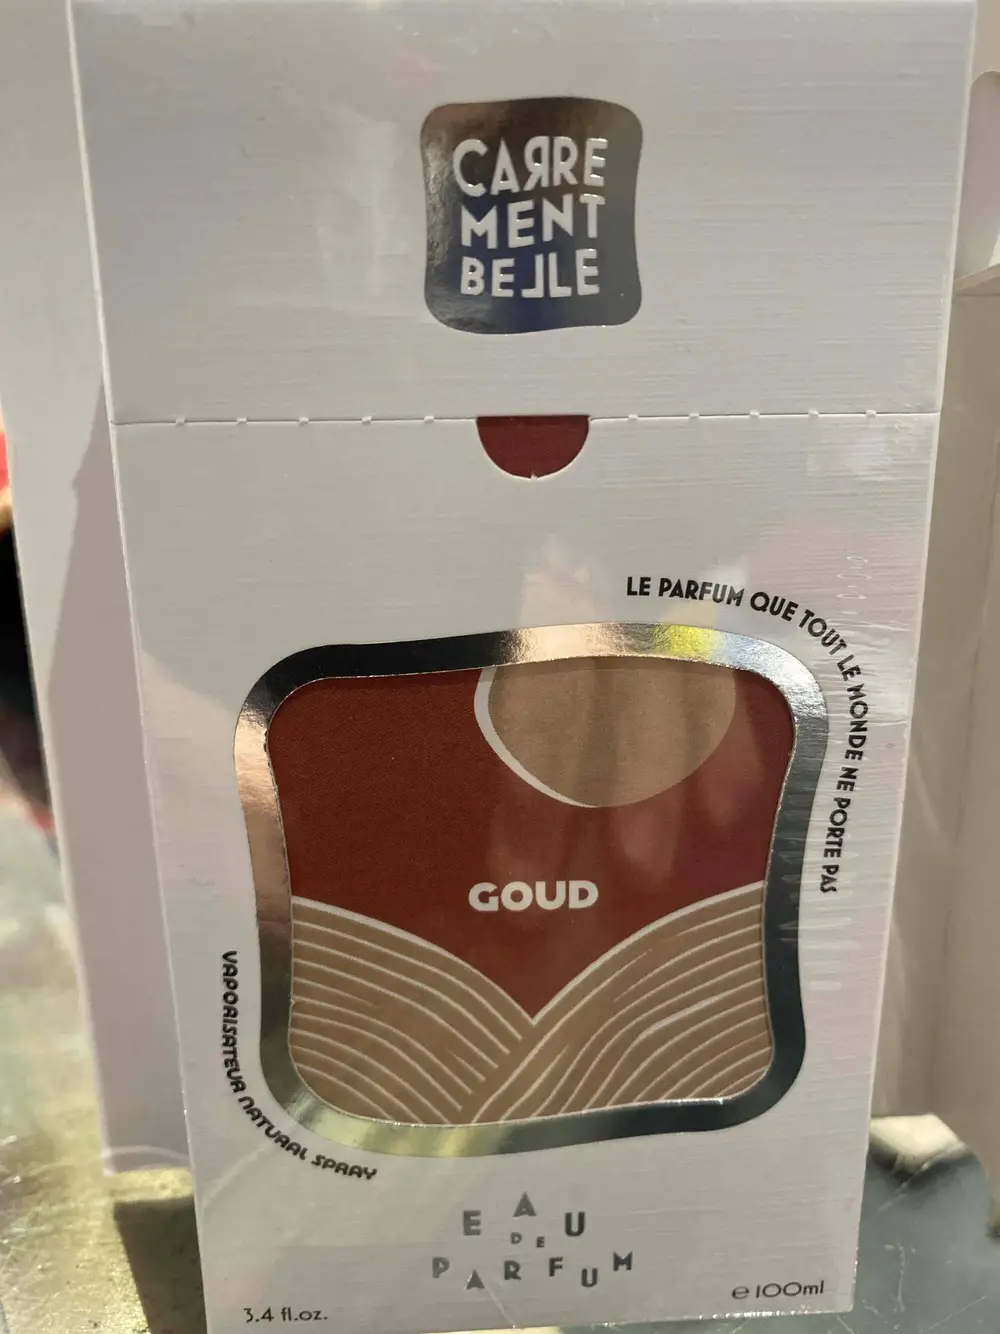 CARRE
MENT
BELLE
LE PARFUM QUE TOUT LE MONDE NE PORTE PAS
GOUD
VAPORISATEUR NATURAL SPRAY
EAU
DE
PARFUM
3.4 fl.oz.
e 100ml